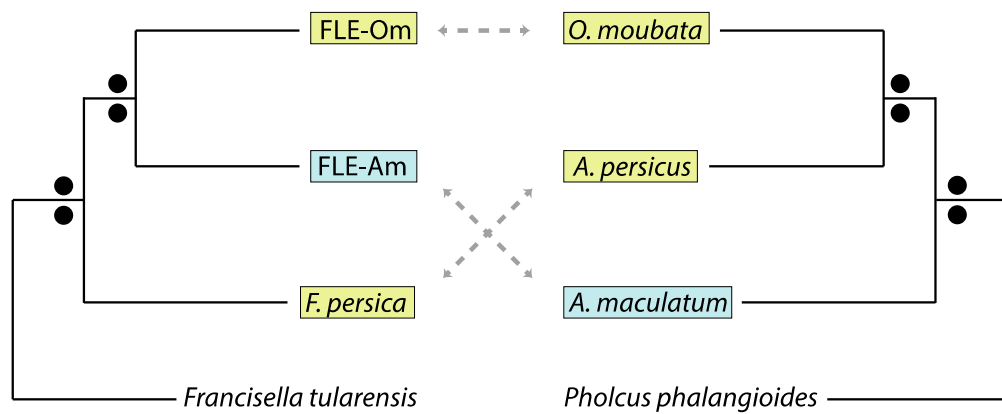 FLE-Om
O. moubata
FLE-Am
A. persicus
F. persica
A. maculatum
Francisella tularensis
Pholcus phalangioides